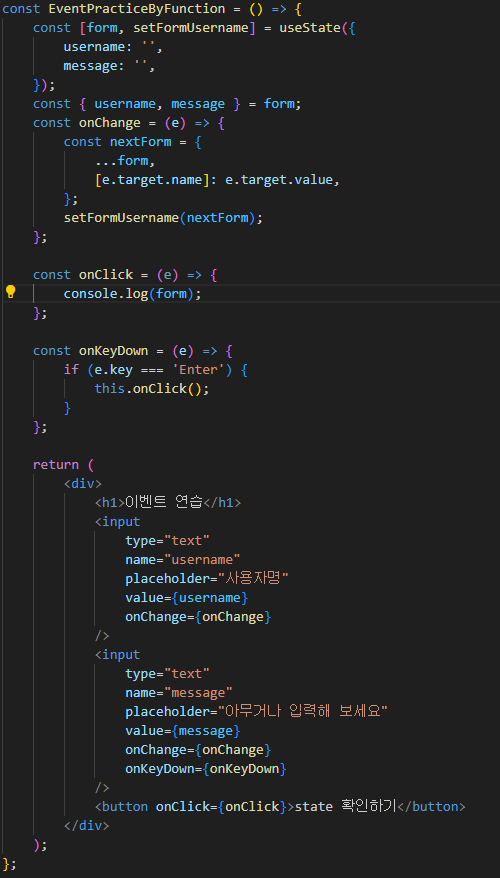 const EventPracticeByFunction = () => {
    const [form, setFormUsername] = useState({
        username: '',
        message: '',
    });
    const { username, message } = form;
    const onChange = (e) => {
        const nextForm = {
            ...form,
            [e.target.name]: e.target.value,
        };
        setFormUsername(nextForm);
    };

    const onClick = (e) => {
        console.log(form);
    };

    const onKeyDown = (e) => {
        if (e.key === 'Enter') {
            this.onClick();
        }
    };

    return (
        <div>
            <h1>이벤트 연습</h1>
            <input
                type="text"
                name="username"
                placeholder="사용자명"
                value={username}
                onChange={onChange}
            />
            <input
                type="text"
                name="message"
                placeholder="아무거나 입력해 보세요"
                value={message}
                onChange={onChange}
                onKeyDown={onKeyDown}
            />
            <button onClick={onClick}>state 확인하기</button>
        </div>
    );
};